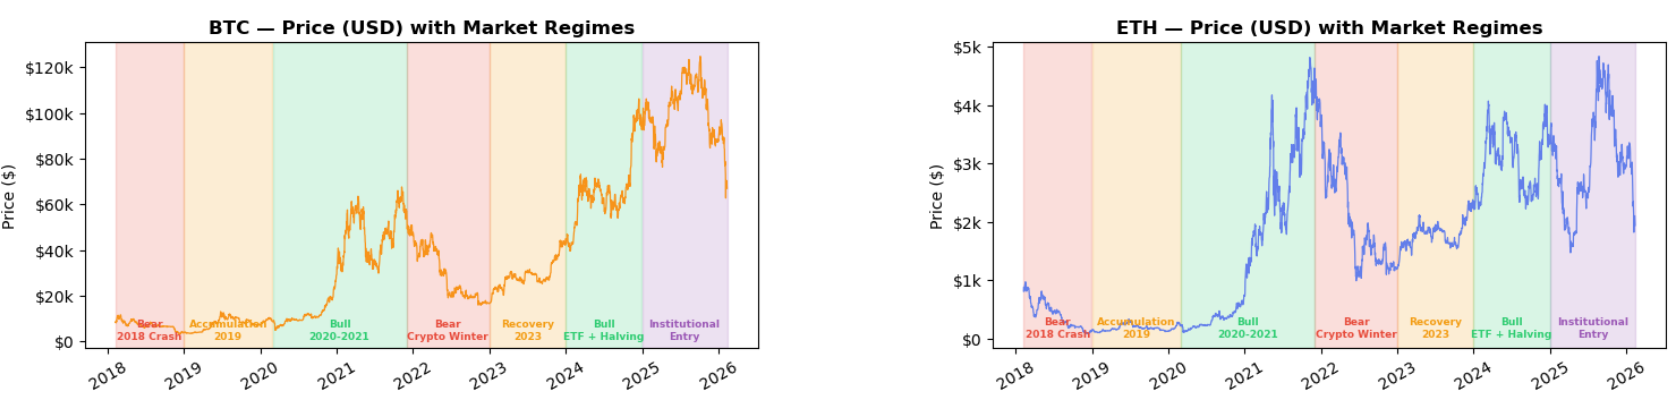 BTC — Price (USD) with Market Regimes
Price ($)
$120k
$100k
$80k
$60k
$40k
$20k
$0
Bear
2018 Crash
Accumulation
2019
Bull
2020-2021
Bear
Crypto Winter
Recovery
2023
Bull
ETF + Halving
Institutional
Entry
2018
2019
2020
2021
2022
2023
2024
2025
2026
ETH — Price (USD) with Market Regimes
Price ($)
$5k
$4k
$3k
$2k
$1k
$0
Bear
2018 Crash
Accumulation
2019
Bull
2020-2021
Bear
Crypto Winter
Recovery
2023
Bull
ETF + Halving
Institutional
Entry
2018
2019
2020
2021
2022
2023
2024
2025
2026